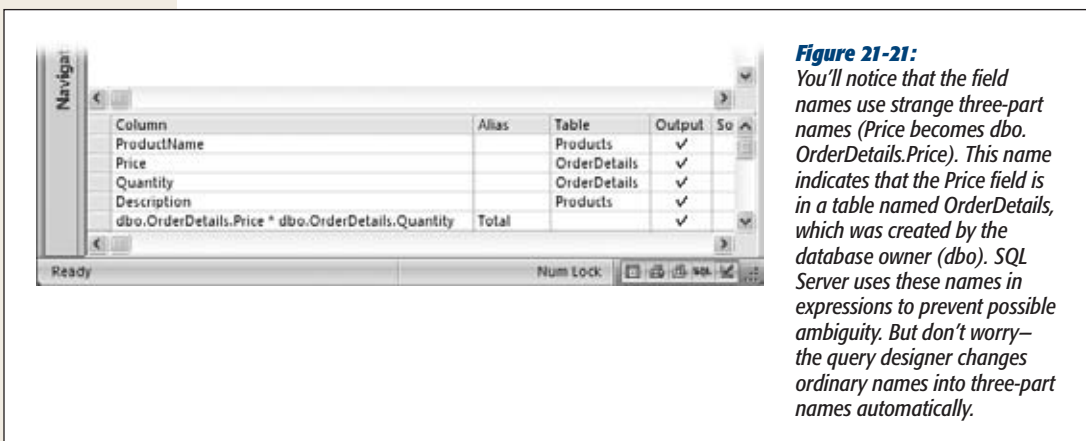 Navigat
Column Alias Table Output So
ProductName Products
Price OrderDetails
Quantity OrderDetails
Description Products
dbo.OrderDetails.Price * dbo.OrderDetails.Quantity Total
Ready Num Lock SQL
Figure 21-21:
You’ll notice that the field
names use strange three-part
names (Price becomes dbo.
OrderDetails.Price). This name
indicates that the Price field is
in a table named OrderDetails,
which was created by the
database owner (dbo). SQL
Server uses these names in
expressions to prevent possible
ambiguity. But don’t worry—
the query designer changes
ordinary names into three-part
names automatically.